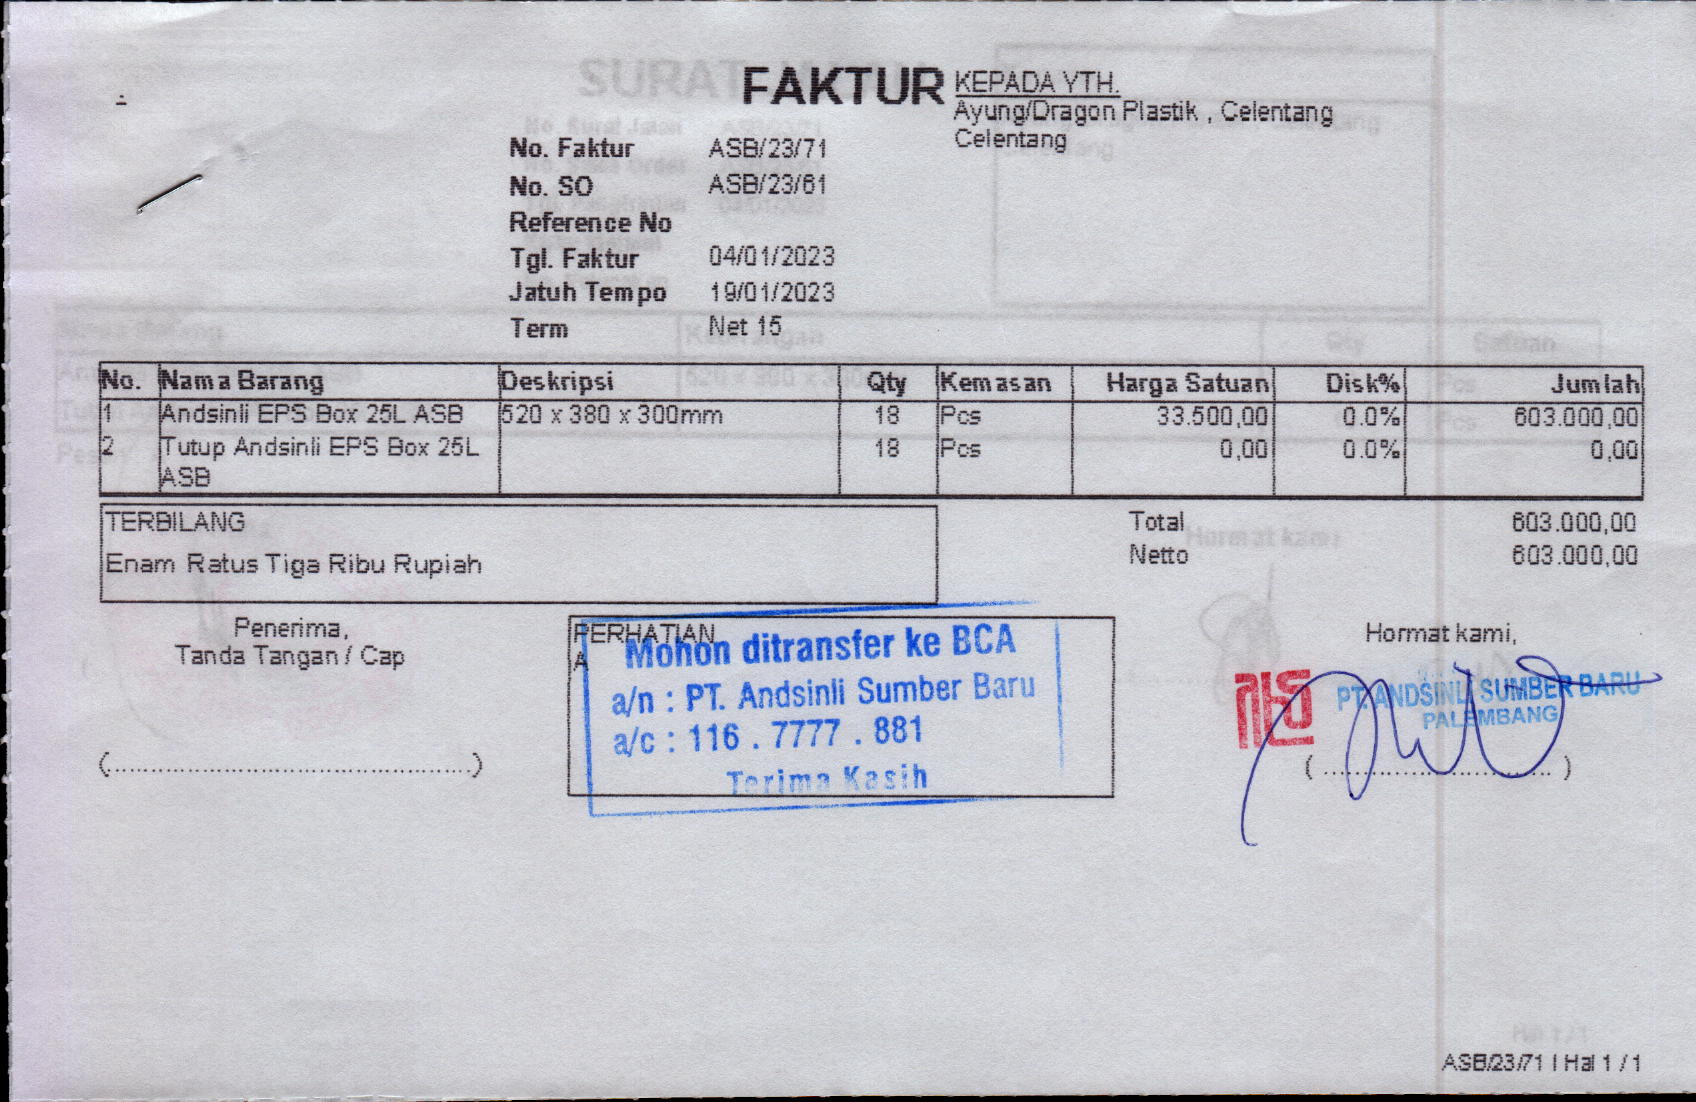 FAKTUR
KEPADA YTH.
Ayung/Dragon Plastik , Celentang
Celentang
No. Faktur ASB/23/71
No. SO ASB/23/61
Reference No
Tgl. Faktur 04/01/2023
Jatuh Tempo 19/01/2023
Term Net 15
No. Nama Barang Deskripsi Qty Kemasan Harga Satuan Disk% Jumlah
1 Andsinli EPS Box 25L ASB 520 x 380 x 300mm 18 Pcs 33.500,00 0.0% 603.000,00
2 Tutup Andsinli EPS Box 25L 18 Pcs 0,00 0.0% 0,00
ASB
TERBILANG
Enam Ratus Tiga Ribu Rupiah
Total 603.000,00
Netto 603.000,00
Penerima,
Tanda Tangan / Cap
(..................................................)
PERHATIAN
A
Mohon ditransfer ke BCA
a/n : PT. Andsinli Sumber Baru
a/c : 116 . 7777 . 881
Terima Kasih
Hormat kami,
PT. ANDSINLI SUMBER BARU
PALEMBANG
( ................................ )
ASB/23/71 | Hal 1 / 1